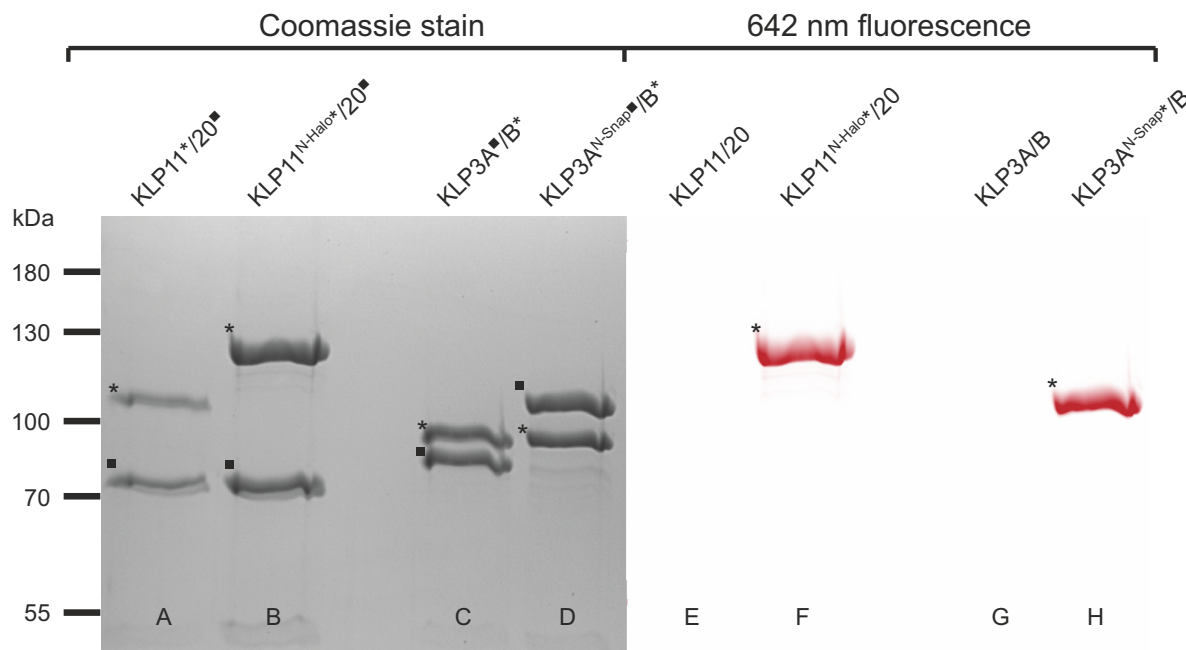 Coomassie stain
642 nm fluorescence
KLP11*/20◆
KLP11N-Halo*/20◆
KLP3A■/B*
KLP3AN-Snap■/B*
KLP11/20
KLP11N-Halo*/20
KLP3A/B
KLP3AN-Snap*/B
kDa
180
130
100
70
55
*
■
*
■
*
■
■
*
*
*
A B C D E F G H